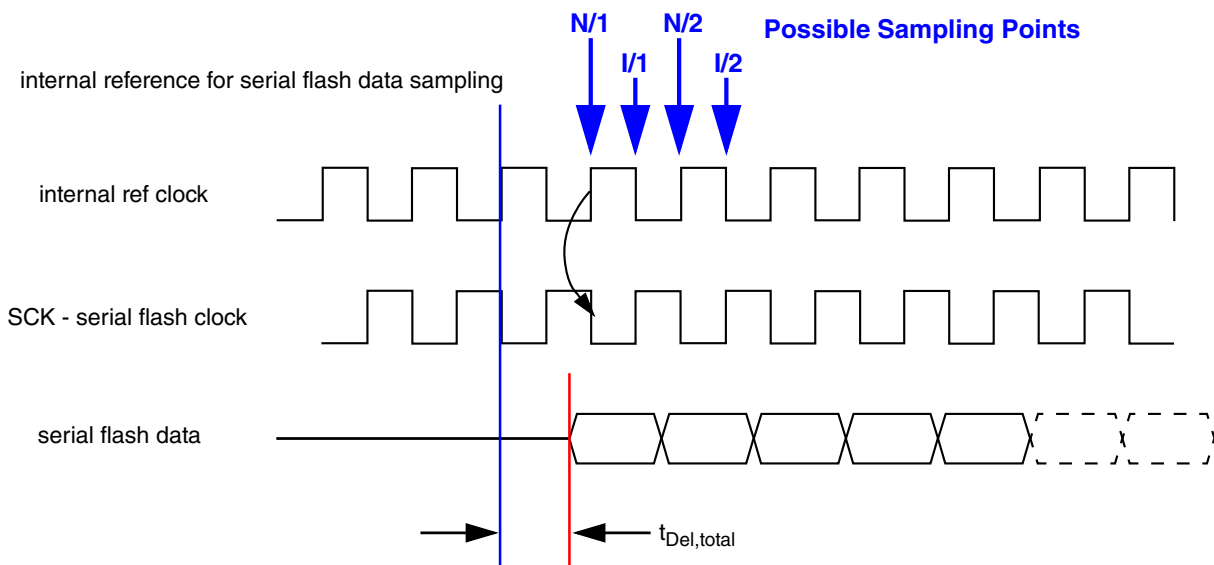 N/1
N/2
Possible Sampling Points
I/1
I/2
internal reference for serial flash data sampling
internal ref clock
SCK - serial flash clock
serial flash data
tDel,total